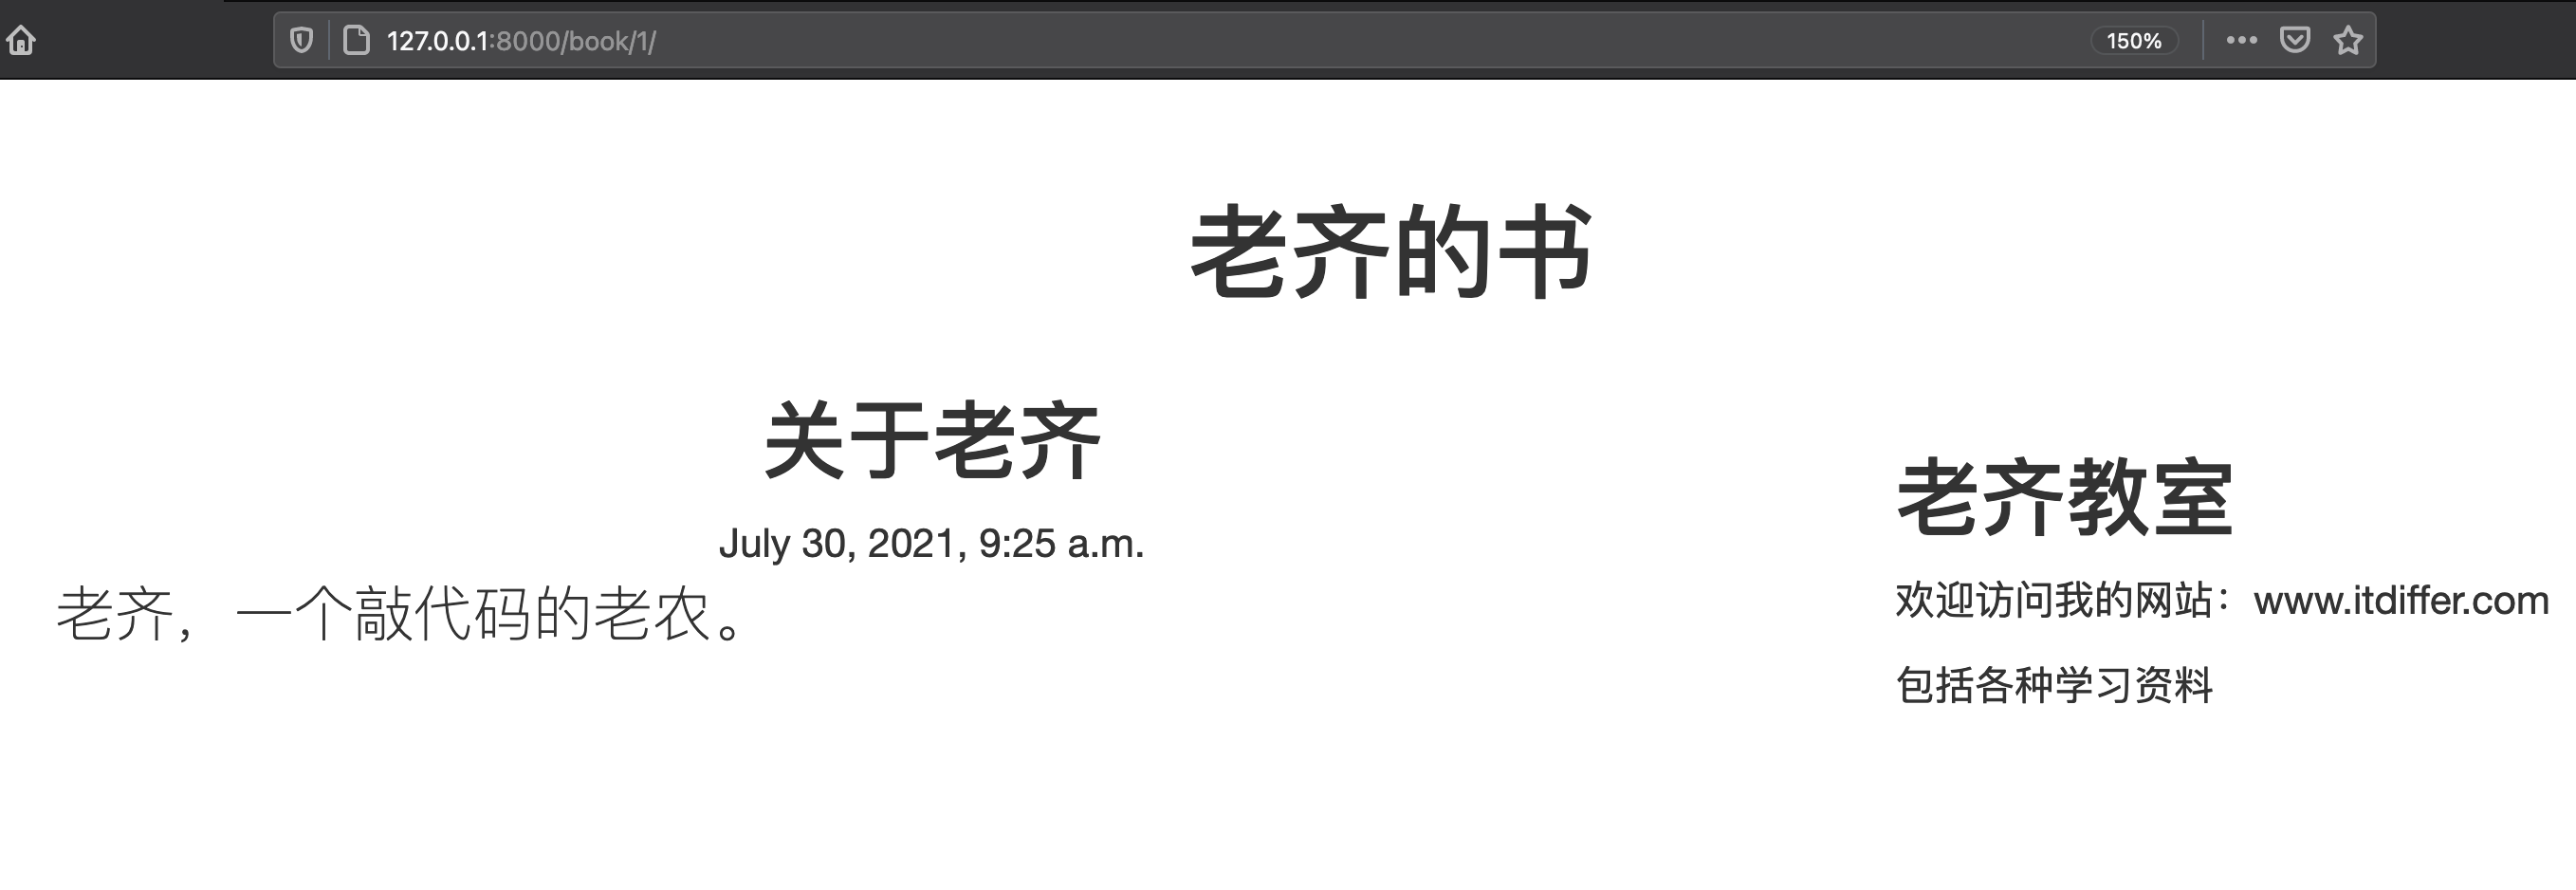 127.0.0.1:8000/book/1/
150%
老齐的书
关于老齐
July 30, 2021, 9:25 a.m.
老齐，一个敲代码的老农。
老齐教室
欢迎访问我的网站：www.itdiffer.com
包括各种学习资料